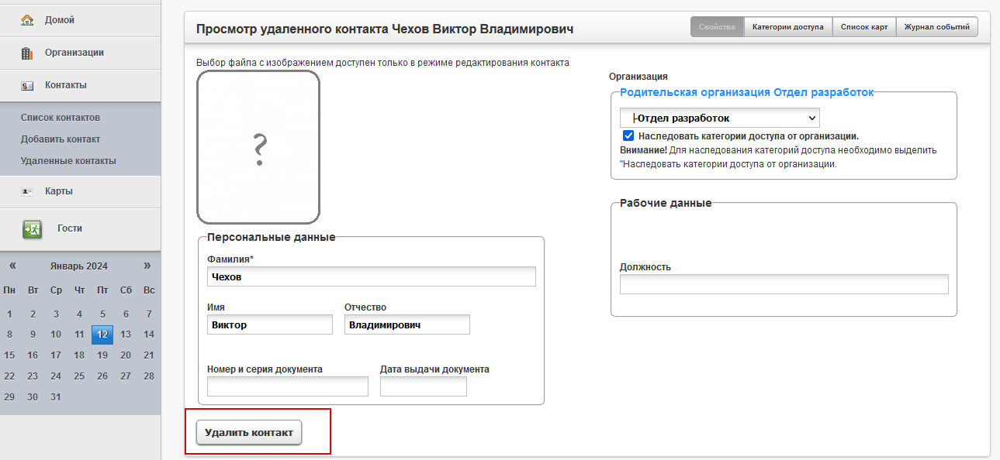 Домой
Организации
Контакты
Список контактов
Добавить контакт
Удаленные контакты
Карты
Гости
« Январь 2024 »
Пн Вт Ср Чт Пт Сб Вс
1 2 3 4 5 6 7
8 9 10 11 12 13 14
15 16 17 18 19 20 21
22 23 24 25 26 27 28
29 30 31
Просмотр удаленного контакта Чехов Виктор Владимирович
Свойства Категории доступа Список карт Журнал событий
Выбор файла с изображением доступен только в режиме редактирования контакта
?
Персональные данные
Фамилия*
Чехов
Имя Отчество
Виктор Владимирович
Номер и серия документа Дата выдачи документа
Удалить контакт
Организация
Родительская организация Отдел разработок
|-Отдел разработок
Наследовать категории доступа от организации.
Внимание! Для наследования категорий доступа необходимо выделить
"Наследовать категории доступа от организации.
Рабочие данные
Должность